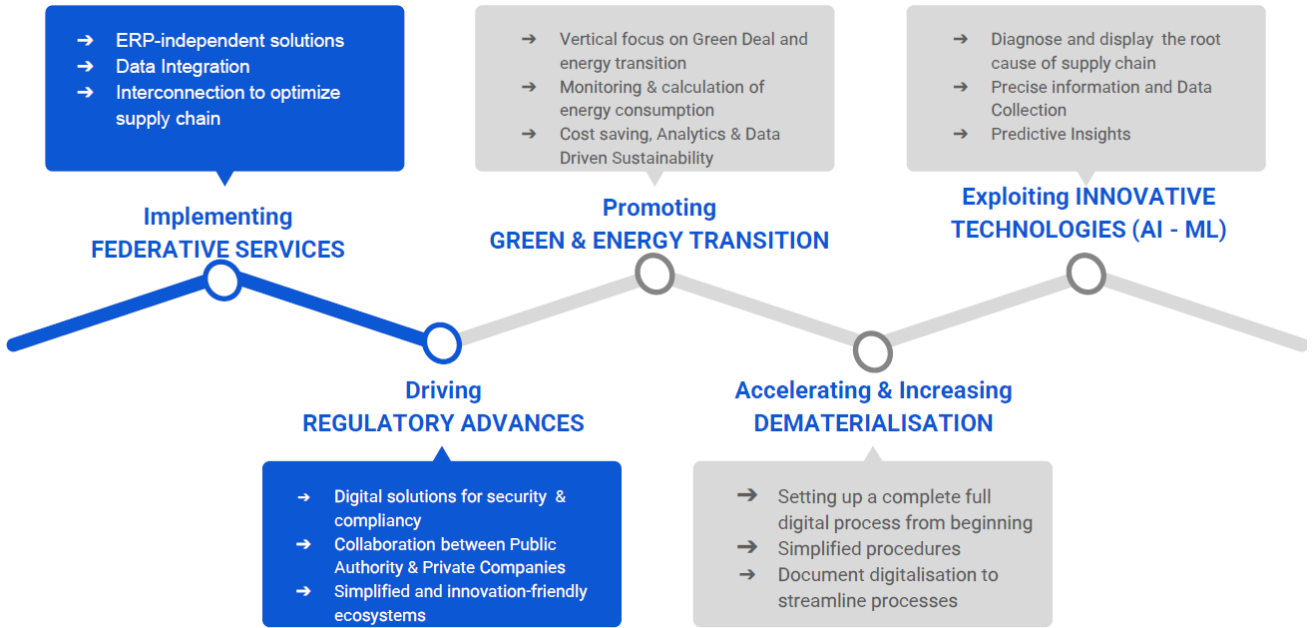 ➔ ERP-independent solutions
➔ Data Integration
➔ Interconnection to optimize
supply chain
Implementing
FEDERATIVE SERVICES
Driving
REGULATORY ADVANCES
➔ Digital solutions for security &
compliancy
➔ Collaboration between Public
Authority & Private Companies
➔ Simplified and innovation-friendly
ecosystems
➔ Vertical focus on Green Deal and
energy transition
➔ Monitoring & calculation of
energy consumption
➔ Cost saving, Analytics & Data
Driven Sustainability
Promoting
GREEN & ENERGY TRANSITION
Accelerating & Increasing
DEMATERIALISATION
➔ Setting up a complete full
digital process from beginning
➔ Simplified procedures
➔ Document digitalisation to
streamline processes
➔ Diagnose and display the root
cause of supply chain
➔ Precise information and Data
Collection
➔ Predictive Insights
Exploiting INNOVATIVE
TECHNOLOGIES (AI - ML)